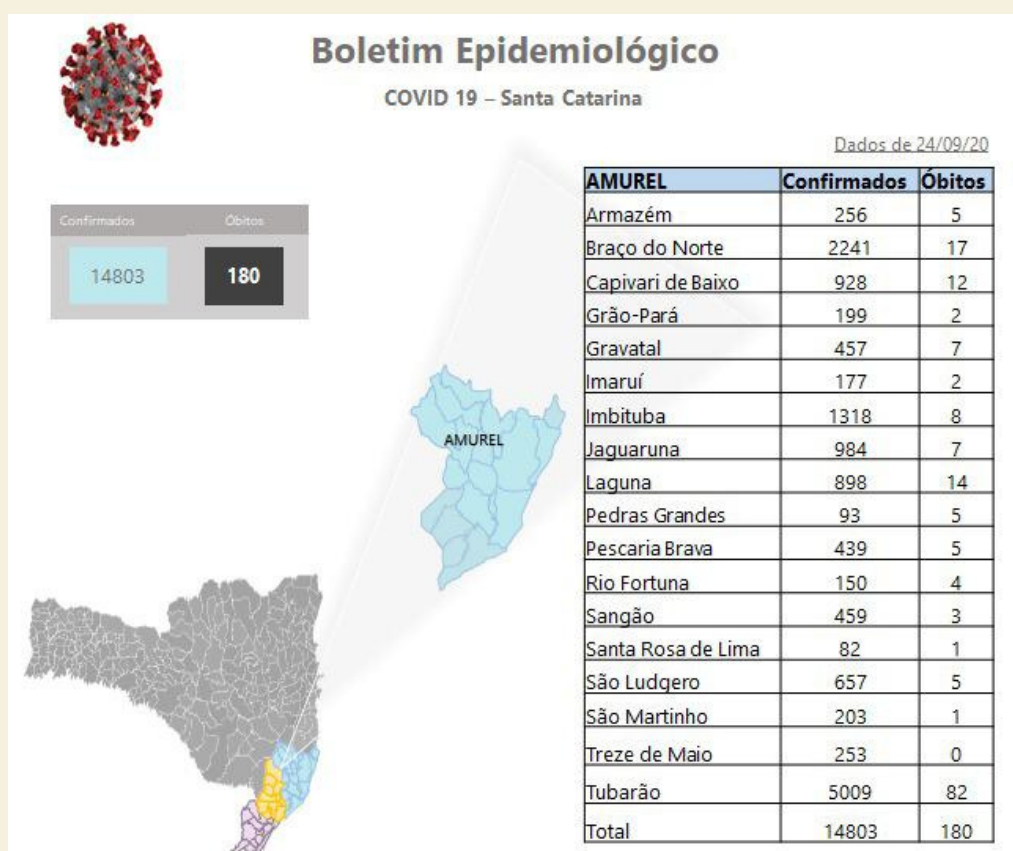 Boletim Epidemiológico
COVID 19 – Santa Catarina
Dados de 24/09/20
Confirmados Óbitos
14803 180
AMUREL
AMUREL Confirmados Óbitos
Armazém 256 5
Braço do Norte 2241 17
Capivari de Baixo 928 12
Grão-Pará 199 2
Gravatal 457 7
Imaruí 177 2
Imbituba 1318 8
Jaguaruna 984 7
Laguna 898 14
Pedras Grandes 93 5
Pescaria Brava 439 5
Rio Fortuna 150 4
Sangão 459 3
Santa Rosa de Lima 82 1
São Ludgero 657 5
São Martinho 203 1
Treze de Maio 253 0
Tubarão 5009 82
Total 14803 180